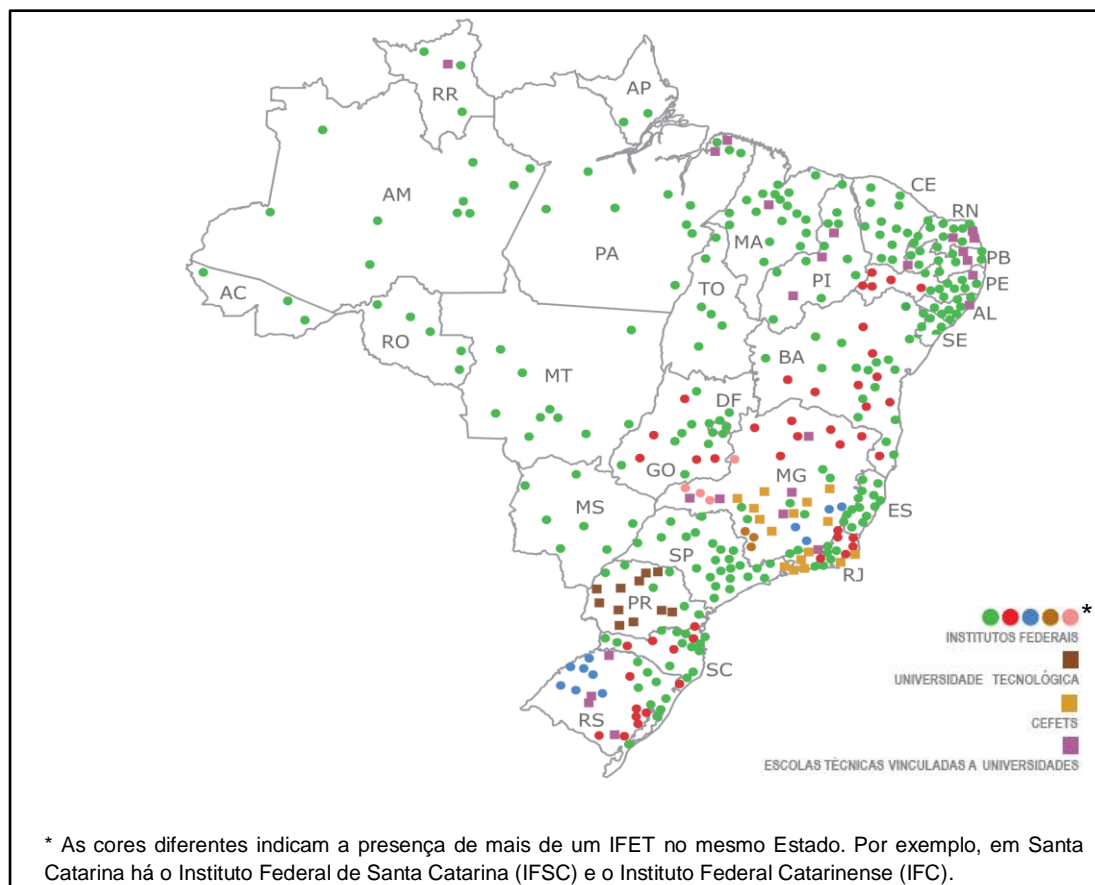 RR
AP
AM
PA
MA
CE
RN
PB
PE
AL
SE
PI
TO
AC
RO
MT
BA
DF
GO
MG
ES
MS
SP
RJ
PR
SC
RS
*
INSTITUTOS FEDERAIS
UNIVERSIDADE TECNOLÓGICA
CEFETS
ESCOLAS TÉCNICAS VINCULADAS A UNIVERSIDADES
* As cores diferentes indicam a presença de mais de um IFET no mesmo Estado. Por exemplo, em Santa
Catarina há o Instituto Federal de Santa Catarina (IFSC) e o Instituto Federal Catarinense (IFC).